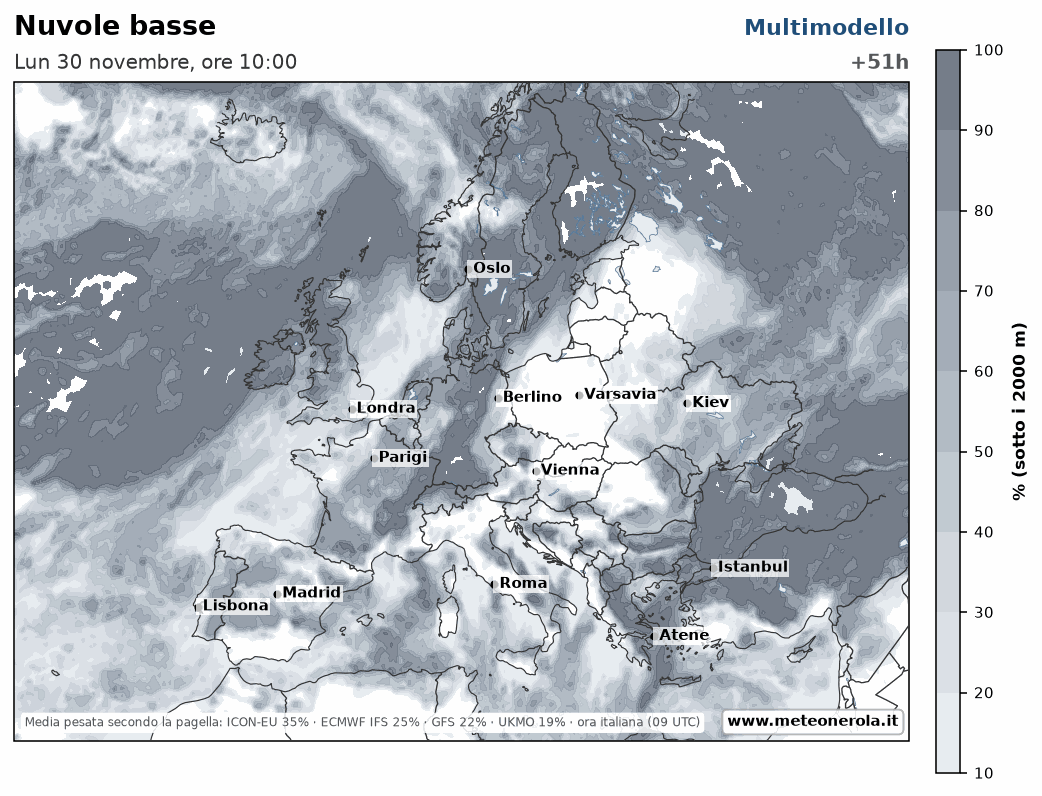 Nuvole basse
Multimodello
Lun 30 novembre, ore 10:00
+51h
100
90
80
70
60
50
40
30
20
10
% (sotto i 2000 m)
Oslo
Berlino
Varsavia
Kiev
Londra
Parigi
Vienna
Istanbul
Roma
Madrid
Lisbona
Atene
Media pesata secondo la pagella: ICON-EU 35% · ECMWF IFS 25% · GFS 22% · UKMO 19% · ora italiana (09 UTC)
www.meteonerola.it